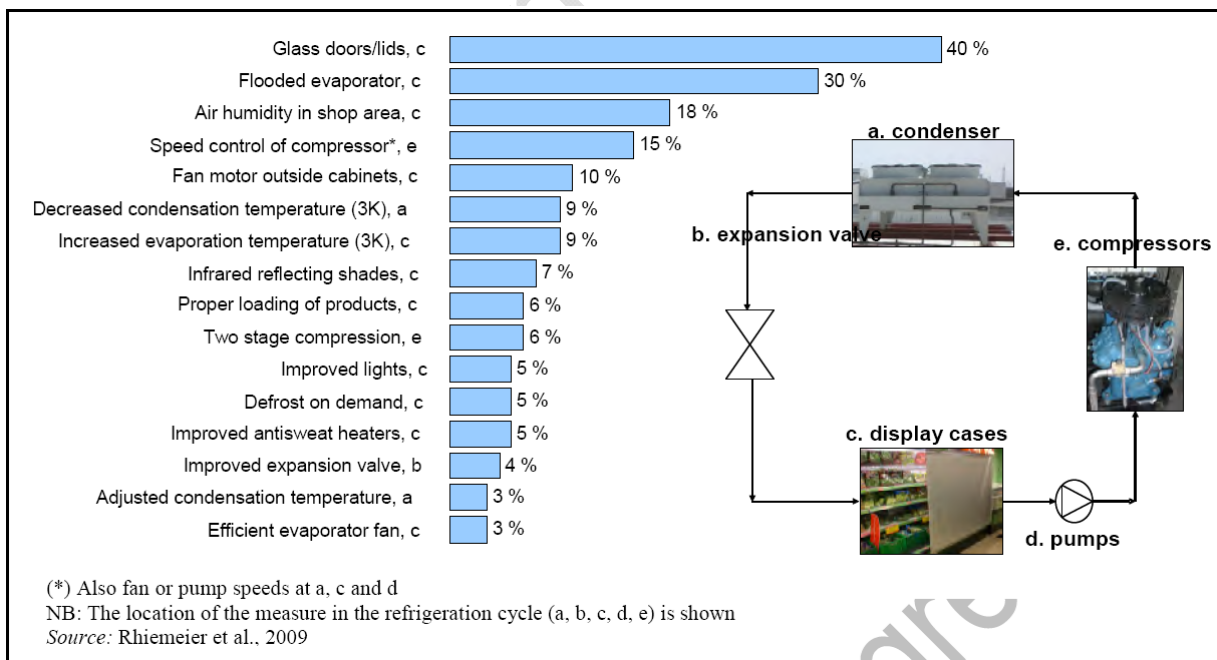 Glass doors/lids, c 40 %
Flooded evaporator, c 30 %
Air humidity in shop area, c 18 %
Speed control of compressor*, e 15 %
Fan motor outside cabinets, c 10 %
Decreased condensation temperature (3K), a 9 %
Increased evaporation temperature (3K), c 9 %
Infrared reflecting shades, c 7 %
Proper loading of products, c 6 %
Two stage compression, e 6 %
Improved lights, c 5 %
Defrost on demand, c 5 %
Improved antisweat heaters, c 5 %
Improved expansion valve, b 4 %
Adjusted condensation temperature, a 3 %
Efficient evaporator fan, c 3 %
a. condenser
b. expansion valve
e. compressors
c. display cases
d. pumps
(*) Also fan or pump speeds at a, c and d
NB: The location of the measure in the refrigeration cycle (a, b, c, d, e) is shown
Source: Rhiemeier et al., 2009